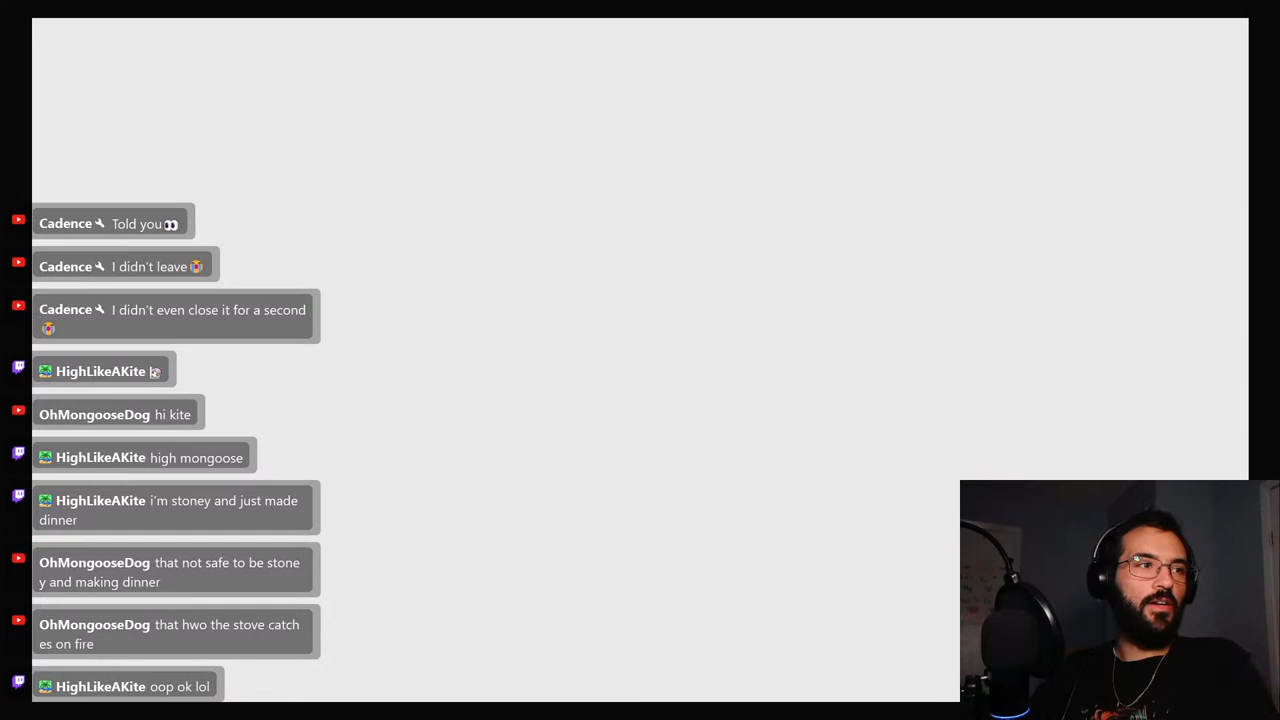 Cadence Told you👀
Cadence I didn't leave😭
Cadence I didn't even close it for a second
😭
HighLikeAKite
OhMongooseDog hi kite
HighLikeAKite high mongoose
HighLikeAKite i'm stoney and just made
dinner
OhMongooseDog that not safe to be stone
y and making dinner
OhMongooseDog that hwo the stove catch
es on fire
HighLikeAKite oop ok lol